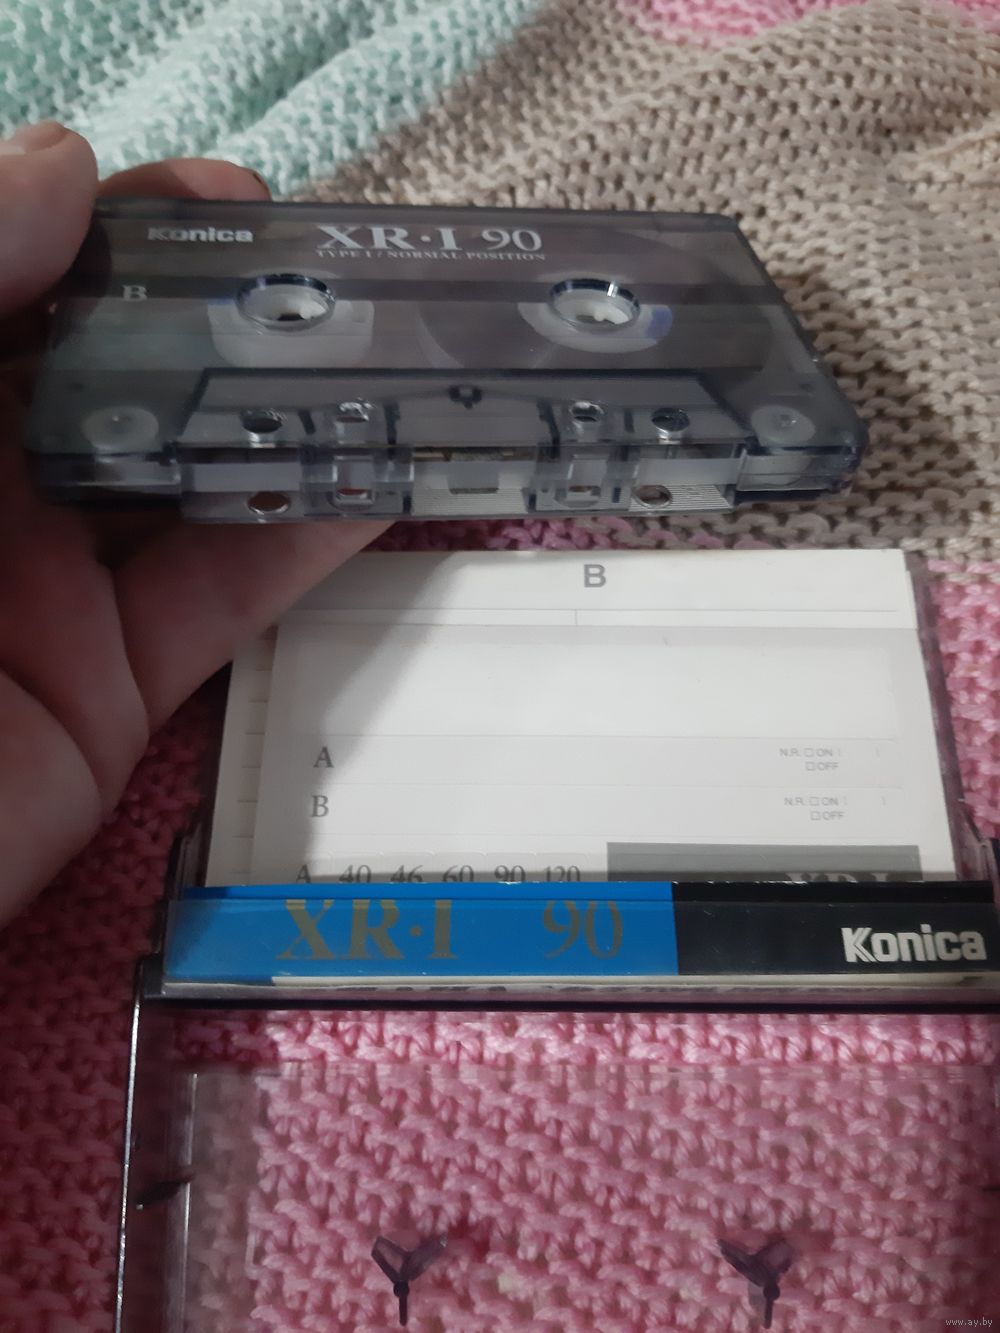 Konica XR·I 90
TYPE I / NORMAL POSITION
B
B
A N.R. □ON ( )
□OFF
B N.R. □ON ( )
□OFF
A 40 46 60 90 120
XR·I
XR·I 90 Konica
www.ay.by